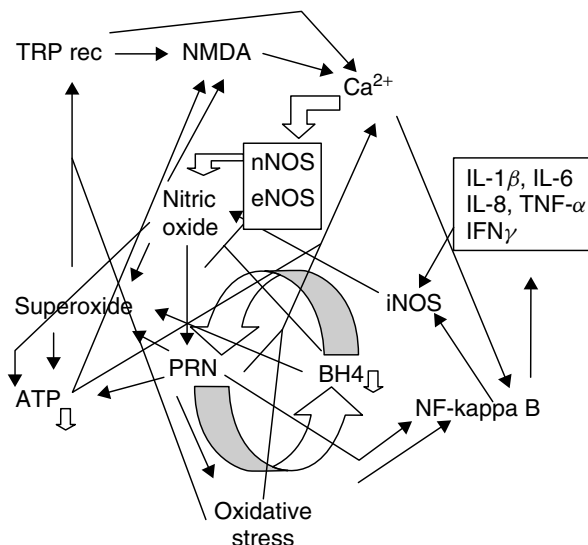 TRP rec
NMDA
Ca2+
nNOS
eNOS
Nitric
oxide
IL-1β, IL-6
IL-8, TNF-α
IFNγ
Superoxide
iNOS
PRN
BH4
ATP
NF-kappa B
Oxidative
stress